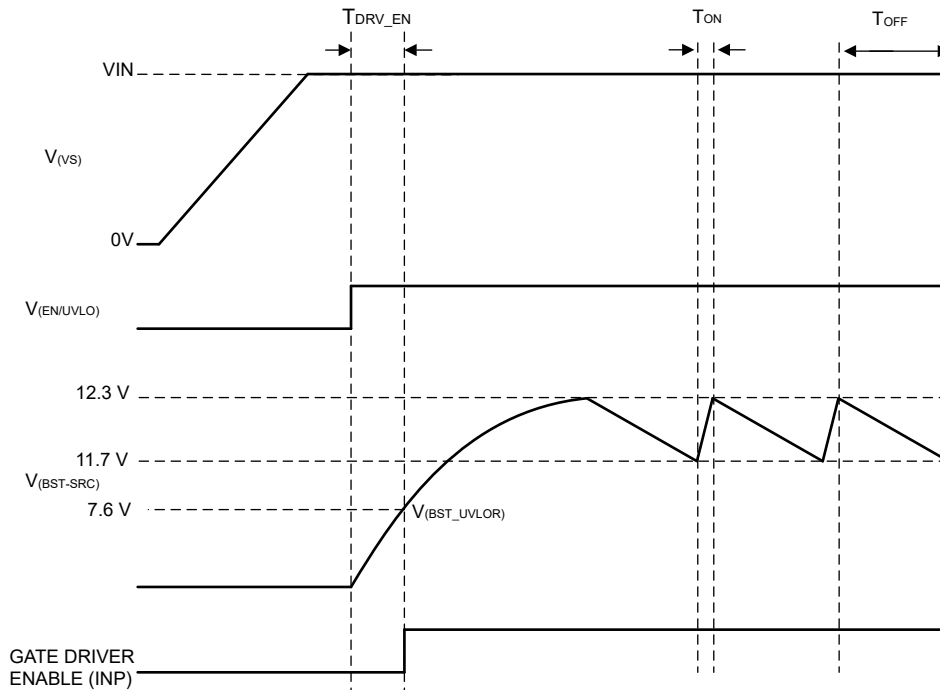 TDRV_EN
TON
TOFF
VIN
V(VS)
0V
V(EN/UVLO)
12.3 V
11.7 V
V(BST-SRC)
7.6 V
V(BST_UVLOR)
GATE DRIVER
ENABLE (INP)